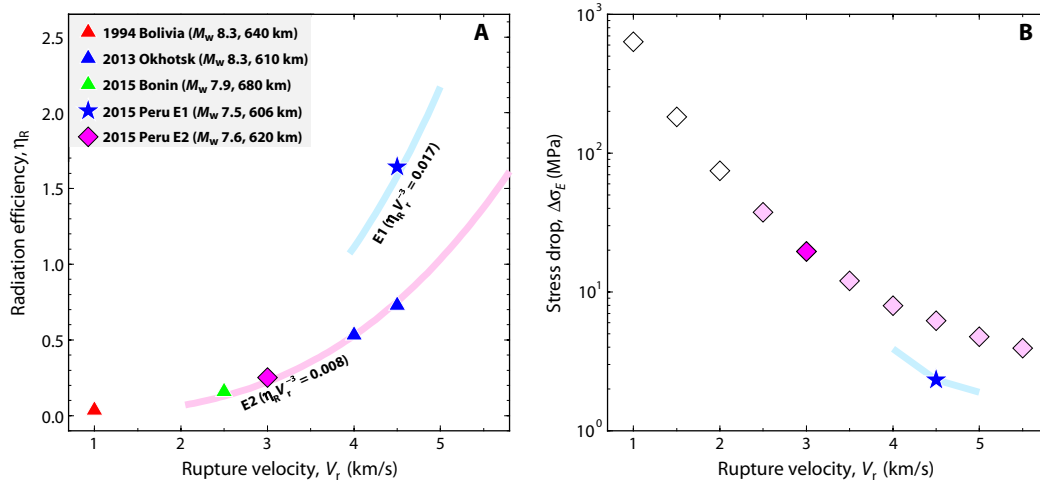 A
1994 Bolivia (Mw 8.3, 640 km)
2013 Okhotsk (Mw 8.3, 610 km)
2015 Bonin (Mw 7.9, 680 km)
2015 Peru E1 (Mw 7.5, 606 km)
2015 Peru E2 (Mw 7.6, 620 km)
E1 (ηR Vr⁻³ = 0.017)
E2 (ηR Vr⁻³ = 0.008)
Radiation efficiency, ηR
2.5
2.0
1.5
1.0
0.5
0.0
1 2 3 4 5
Rupture velocity, Vr (km/s)
B
Stress drop, ΔσE (MPa)
10³
10²
10¹
10⁰
1 2 3 4 5
Rupture velocity, Vr (km/s)